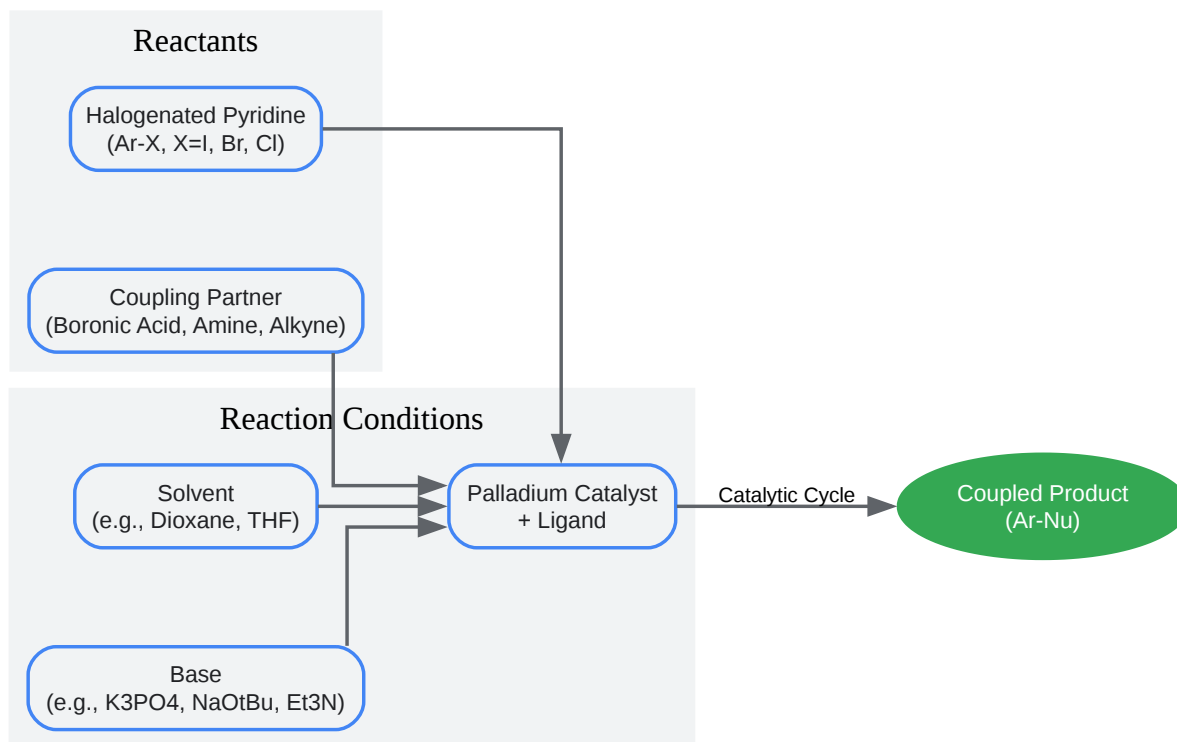 Reactants
Halogenated Pyridine
(Ar-X, X=I, Br, Cl)
Coupling Partner
(Boronic Acid, Amine, Alkyne)
Reaction Conditions
Solvent
(e.g., Dioxane, THF)
Palladium Catalyst
+ Ligand
Catalytic Cycle
Coupled Product
(Ar-Nu)
Base
(e.g., K3PO4, NaOtBu, Et3N)